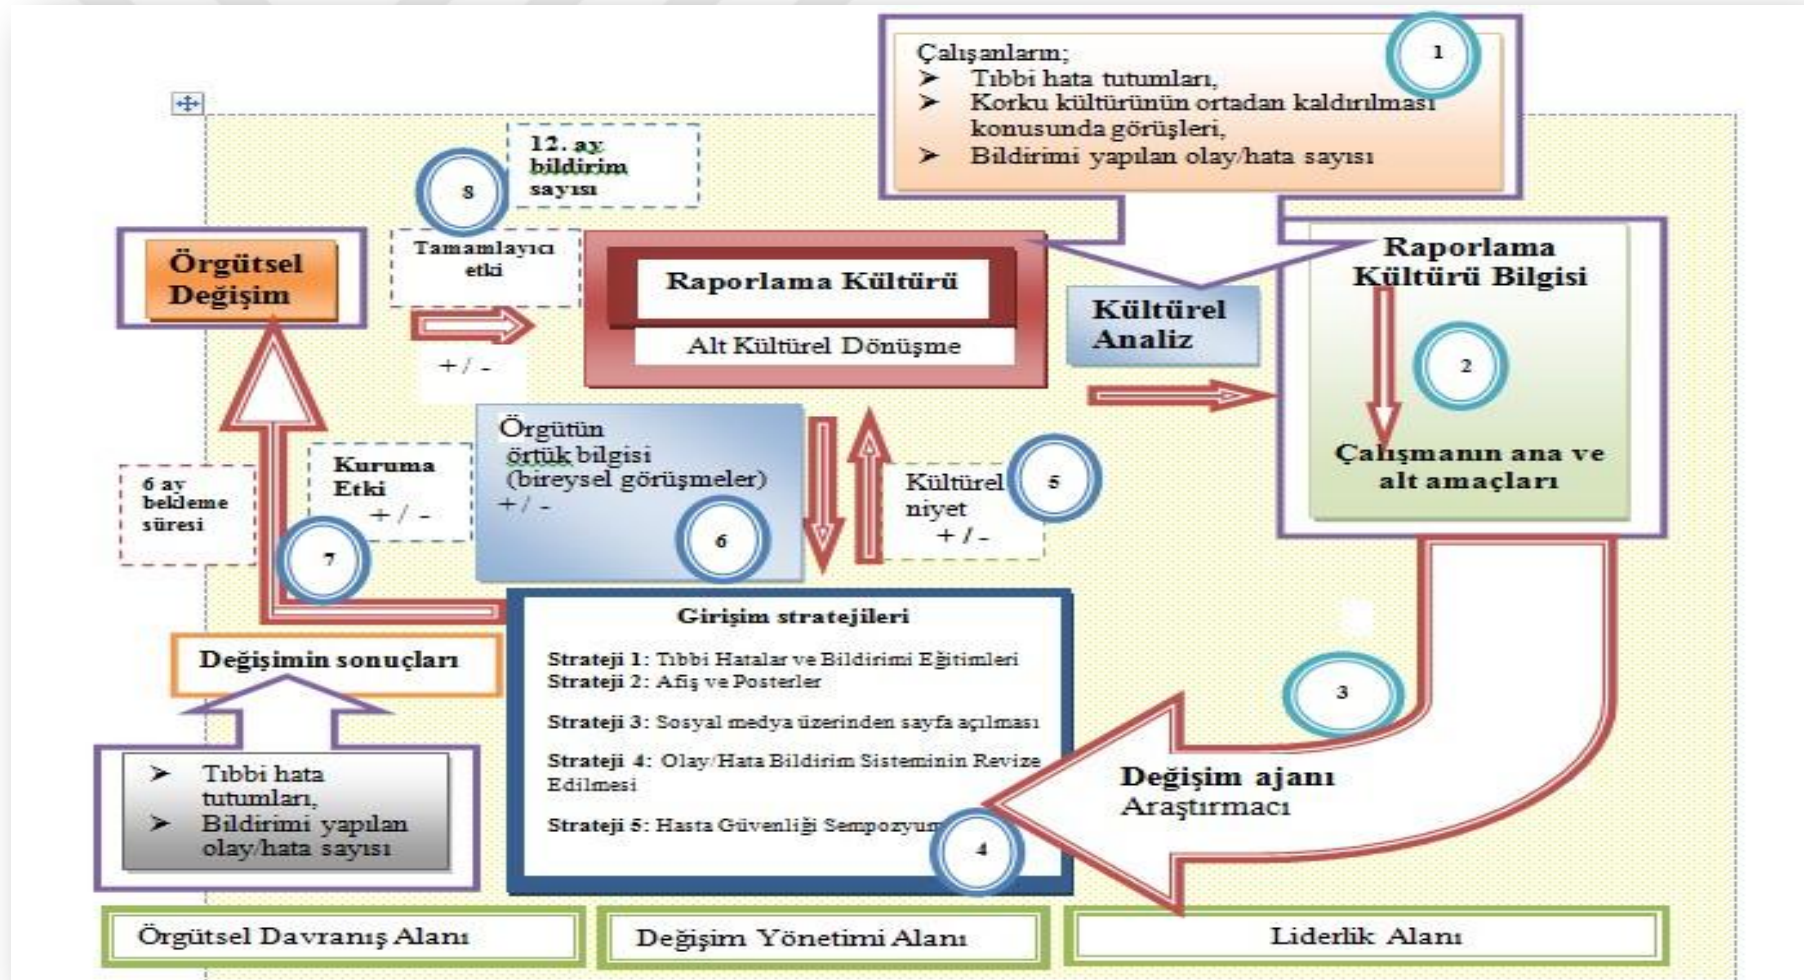 Çalışanların;
➤ Tıbbi hata tutumları,
➤ Korku kültürünün ortadan kaldırılması
konusunda görüşleri,
➤ Bildirimi yapılan olay/hata sayısı
1
12. ay
bildirim
sayısı
8
Tamamlayıcı
etki
+ / -
Örgütsel
Değişim
Raporlama Kültürü
Alt Kültürel Dönüşme
Kültürel
Analiz
Raporlama
Kültürü Bilgisi
2
Çalışmanın ana ve
alt amaçları
6 ay
bekleme
süresi
Kuruma
Etki
+ / -
7
Örgütün
örtük bilgisi
(bireysel görüşmeler)
+ / -
6
Kültürel
niyet
+ / -
5
Girişim stratejileri
Strateji 1: Tıbbi Hatalar ve Bildirimi Eğitimleri
Strateji 2: Afiş ve Posterler
Strateji 3: Sosyal medya üzerinden sayfa açılması
Strateji 4: Olay/Hata Bildirim Sisteminin Revize
Edilmesi
Strateji 5: Hasta Güvenliği Sempozyum
4
3
Değişim ajanı
Araştırmacı
Değişimin sonuçları
➤ Tıbbi hata
tutumları,
➤ Bildirimi yapılan
olay/hata sayısı
Örgütsel Davranış Alanı
Değişim Yönetimi Alanı
Liderlik Alanı